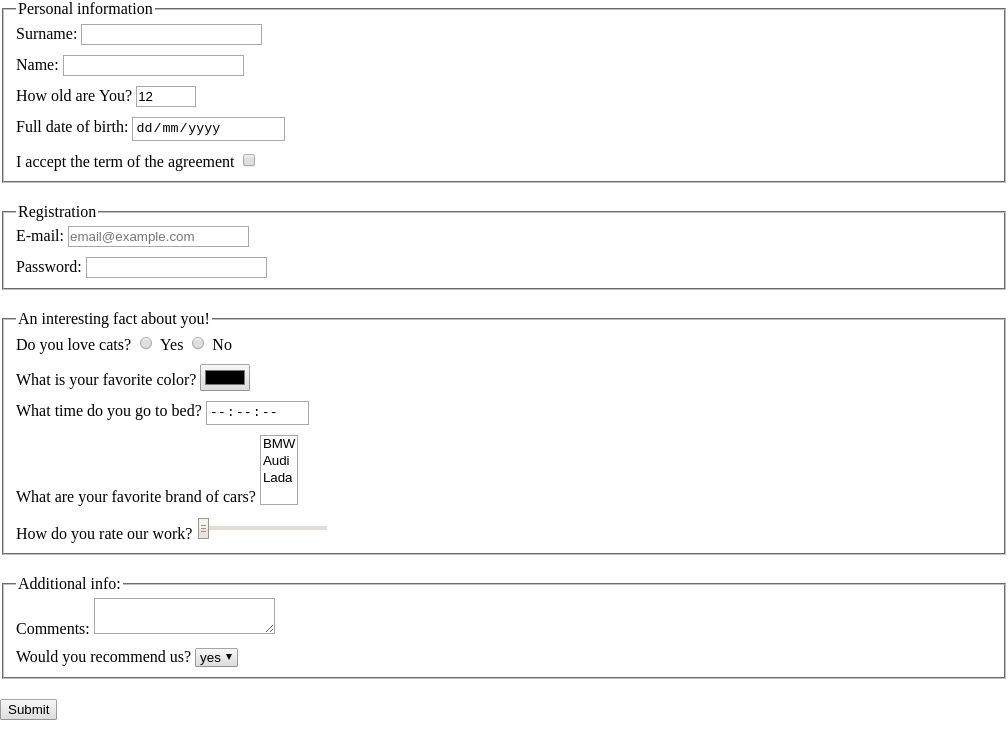 Personal information
Surname:
Name:
How old are You? 12
Full date of birth: dd/mm/yyyy
I accept the term of the agreement
Registration
E-mail: email@example.com
Password:
An interesting fact about you!
Do you love cats? Yes No
What is your favorite color?
What time do you go to bed? --:--:--
BMW
Audi
Lada
What are your favorite brand of cars?
How do you rate our work?
Additional info:
Comments:
Would you recommend us? yes
Submit